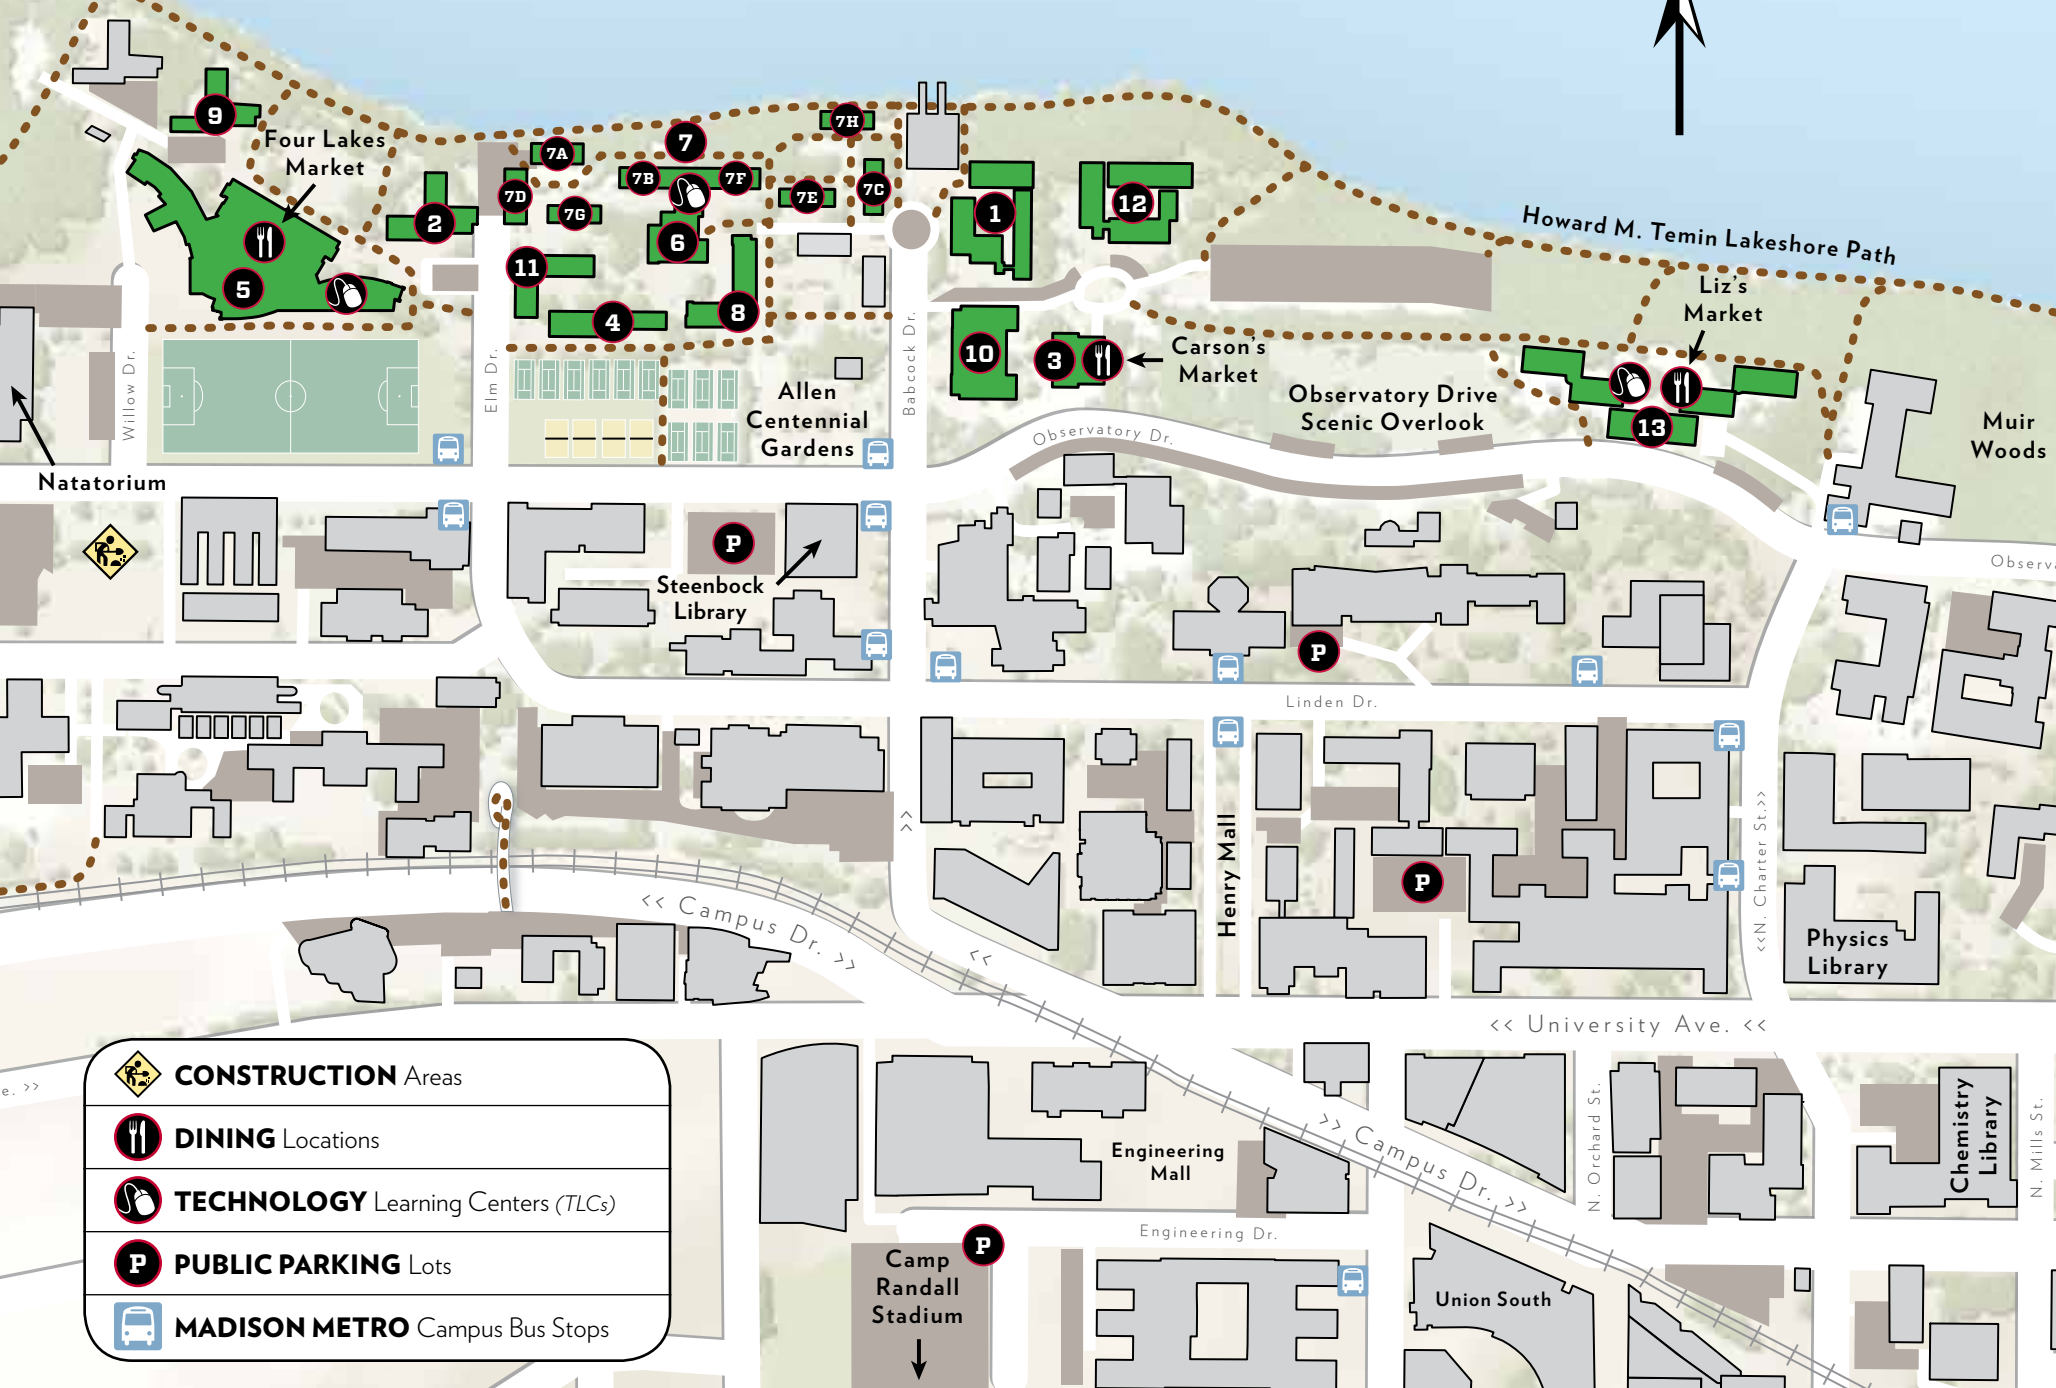 9
Four Lakes
Market
5
2
7
7A
7B
7F
7D
7G
7H
7E
7C
6
11
4
8
1
12
10
3
Carson's
Market
Howard M. Temin Lakeshore Path
Liz's
Market
13
Observatory Drive
Scenic Overlook
Muir
Woods
Allen
Centennial
Gardens
Willow Dr.
Elm Dr.
Babcock Dr.
Observatory Dr.
Observ
Natatorium
P
Steenbock
Library
P
Linden Dr.
Henry Mall
P
<<N. Charter St.>>
Physics
Library
<< Campus Dr. >>
<<
<<
<< University Ave. <<
e. >>
>> Campus Dr. >>
N. Orchard St.
Chemistry
Library
N. Mills St.
Engineering
Mall
Engineering Dr.
P
Camp
Randall
Stadium
Union South
CONSTRUCTION Areas
DINING Locations
TECHNOLOGY Learning Centers (TLCs)
P PUBLIC PARKING Lots
MADISON METRO Campus Bus Stops